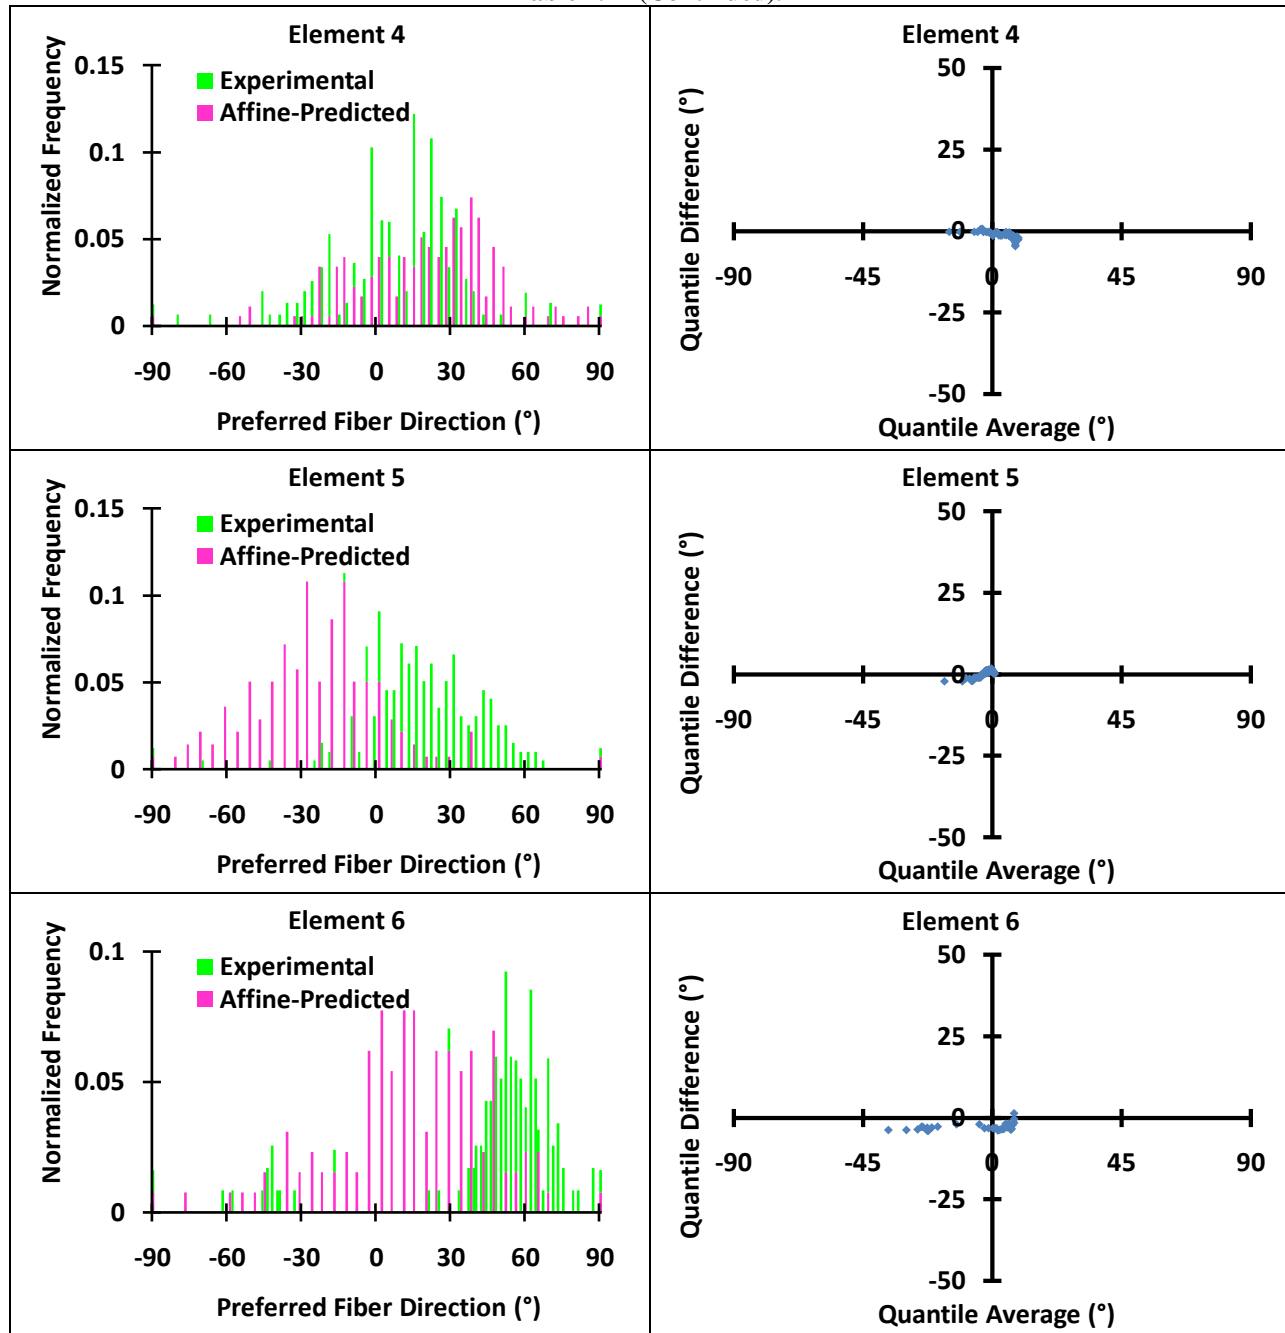 Element 4
0.15
0.1
0.05
0
Normalized Frequency
Experimental
Affine-Predicted
-90 -60 -30 0 30 60 90
Preferred Fiber Direction (°)
Element 4
50
25
0
-25
-50
Quantile Difference (°)
-90 -45 0 45 90
Quantile Average (°)
Element 5
0.15
0.1
0.05
0
Normalized Frequency
Experimental
Affine-Predicted
-90 -60 -30 0 30 60 90
Preferred Fiber Direction (°)
Element 5
50
25
0
-25
-50
Quantile Difference (°)
-90 -45 0 45 90
Quantile Average (°)
Element 6
0.1
0.05
0
Normalized Frequency
Experimental
Affine-Predicted
-90 -60 -30 0 30 60 90
Preferred Fiber Direction (°)
Element 6
50
25
0
-25
-50
Quantile Difference (°)
-90 -45 0 45 90
Quantile Average (°)